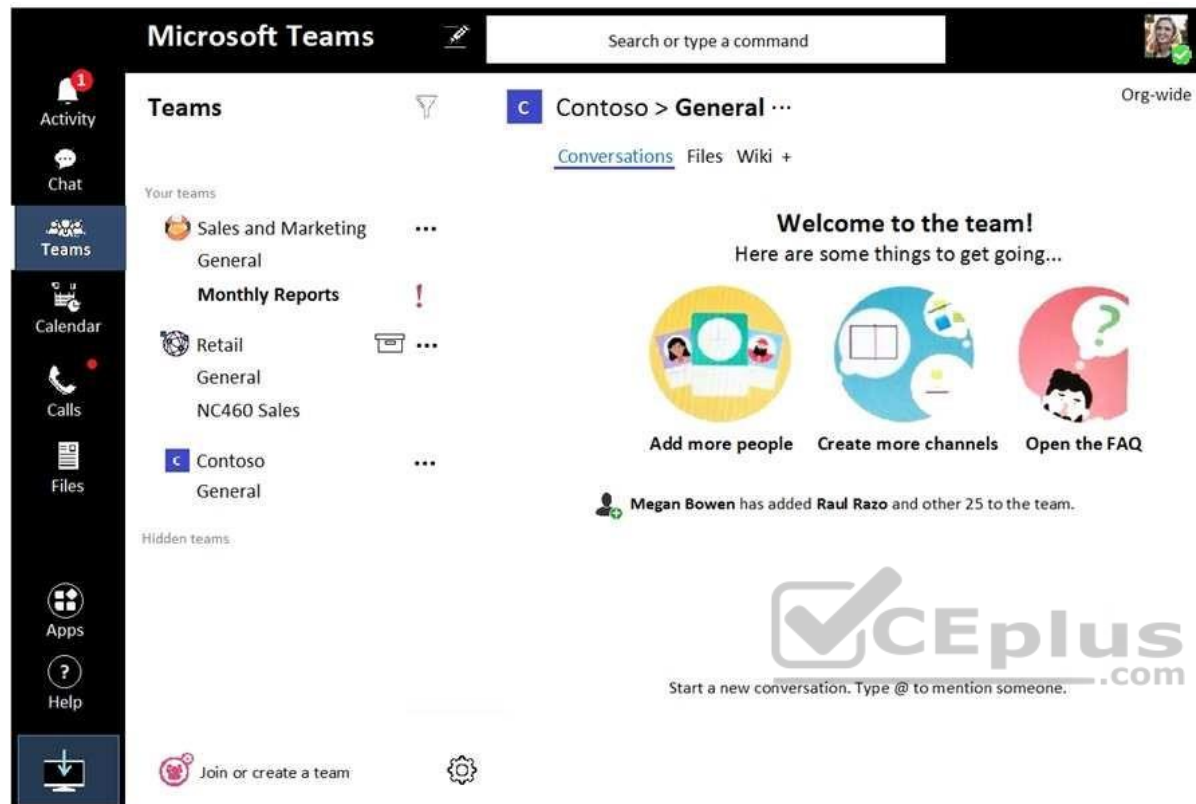 Microsoft Teams
Search or type a command
1
Activity
Chat
Teams
Calendar
Calls
Files
Apps
?
Help
Teams
Your teams
Sales and Marketing ...
General
Monthly Reports !
Retail ...
General
NC460 Sales
C Contoso ...
General
Hidden teams
Join or create a team
C Contoso > General ...
Org-wide
Conversations Files Wiki +
Welcome to the team!
Here are some things to get going...
?
Add more people Create more channels Open the FAQ
Megan Bowen has added Raul Razo and other 25 to the team.
CEplus
.com
Start a new conversation. Type @ to mention someone.